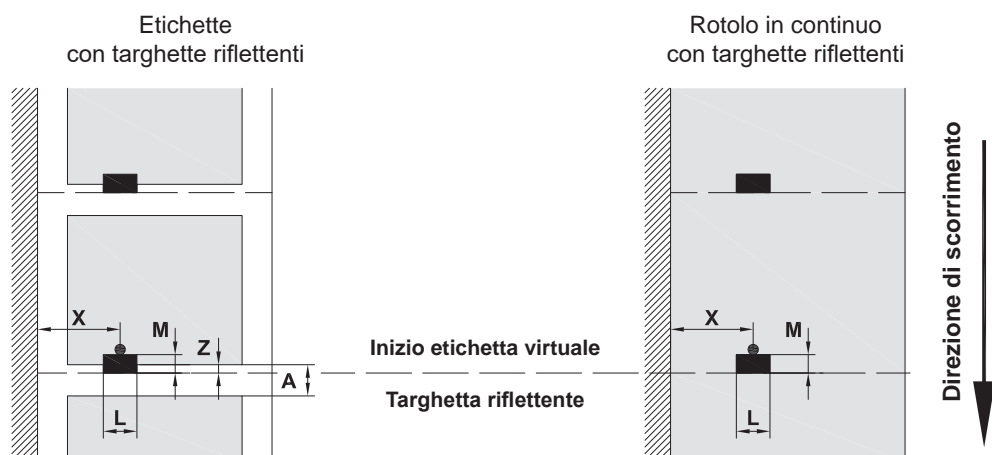 Etichette
con targhette riflettenti
Rotolo in continuo
con targhette riflettenti
X
M
Z
A
L
Inizio etichetta virtuale
Targhetta riflettente
X
M
L
Direzione di scorrimento